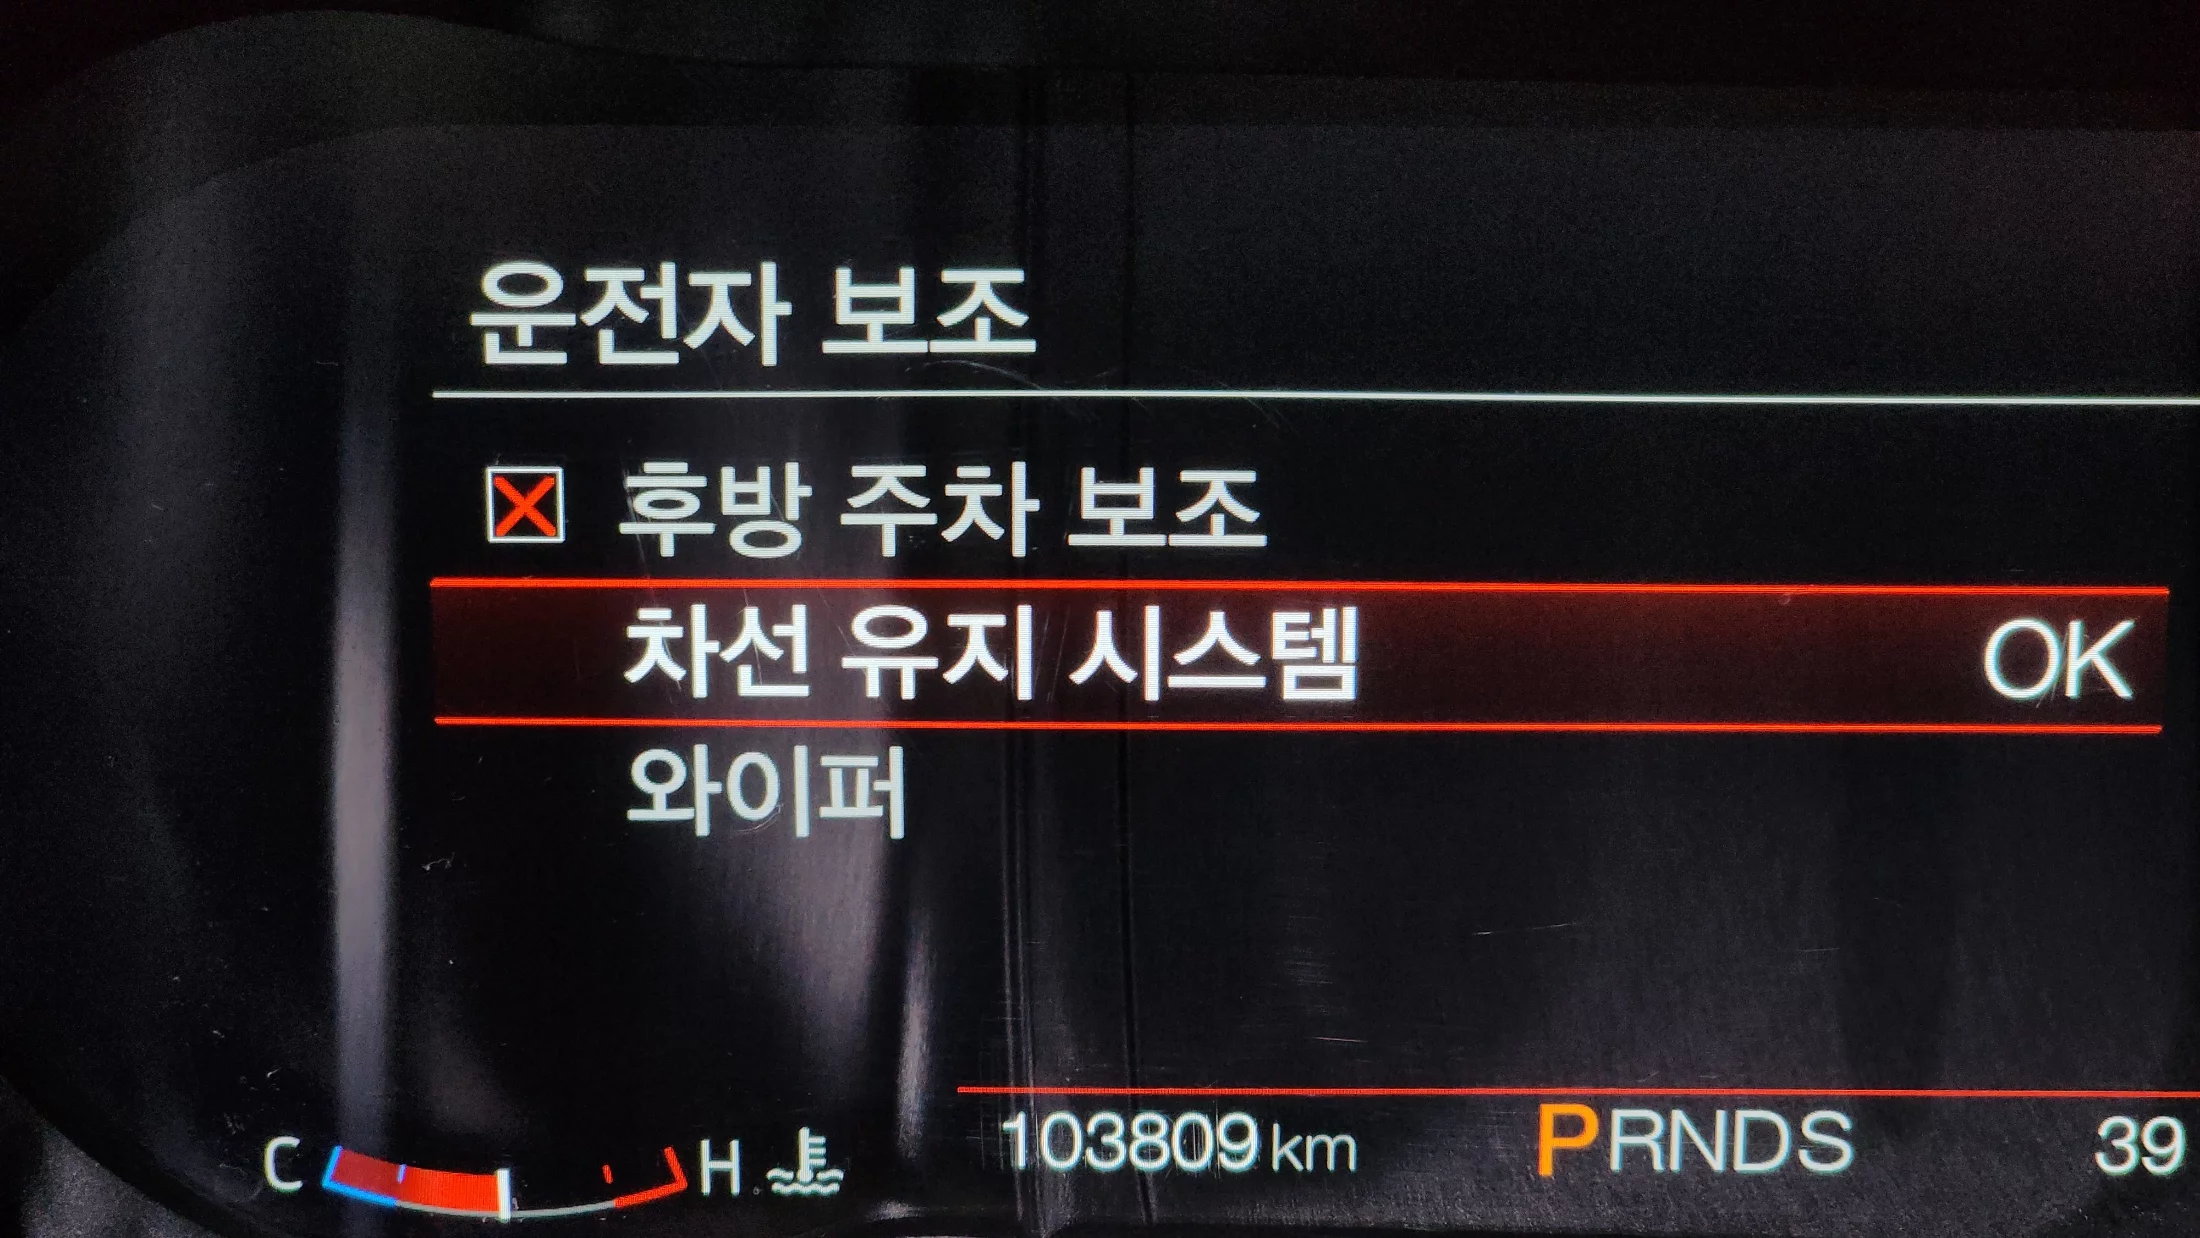 운전자 보조
후방 주차 보조
차선 유지 시스템 OK
와이퍼
C H 103809 km PRNDS 39